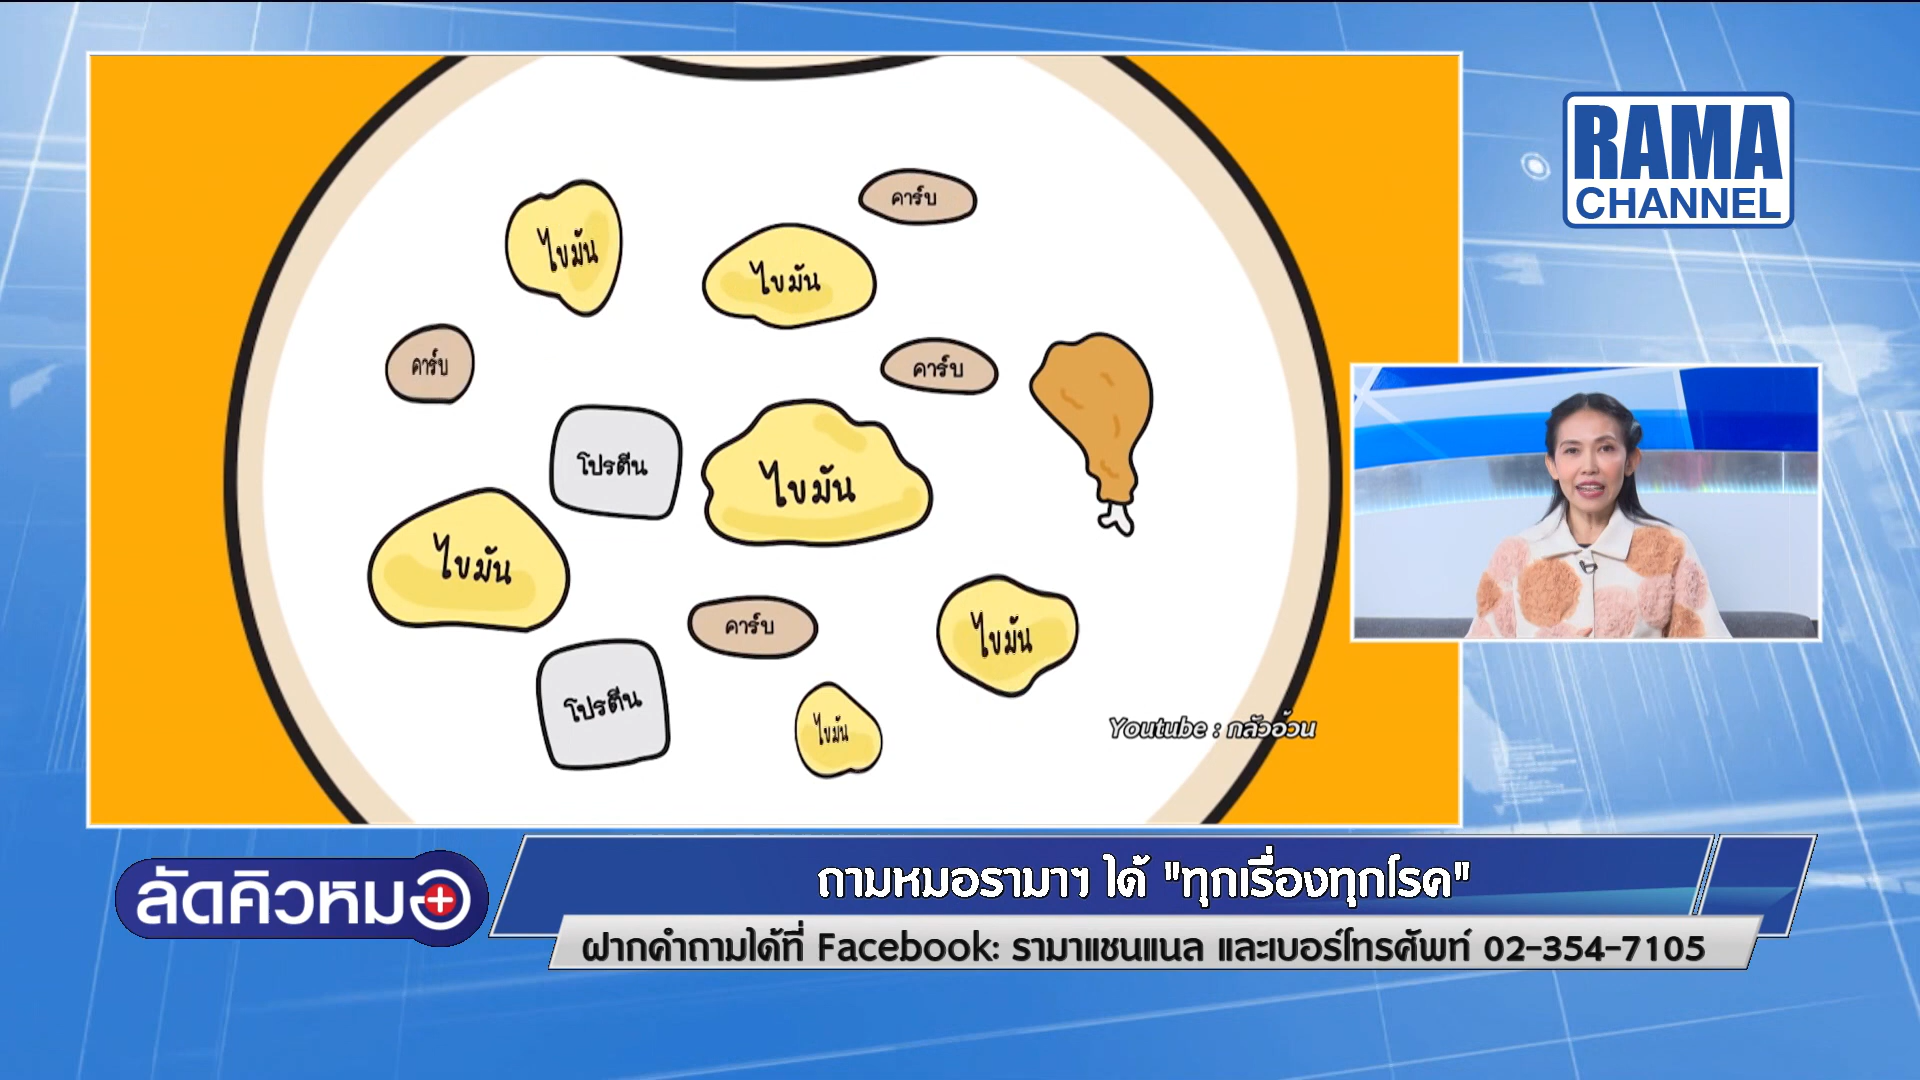 RAMA
CHANNEL
คาร์บ
ไขมัน
ไขมัน
คาร์บ
คาร์บ
โปรตีน
ไขมัน
ไขมัน
คาร์บ
ไขมัน
โปรตีน
ไขมัน
Youtube : กลัวอ้วน
ลัดคิวหมอ
ถามหมอรามาฯ ได้ "ทุกเรื่องทุกโรค"
ฝากคำถามได้ที่ Facebook: รามาแชนแนล และเบอร์โทรศัพท์ 02-354-7105